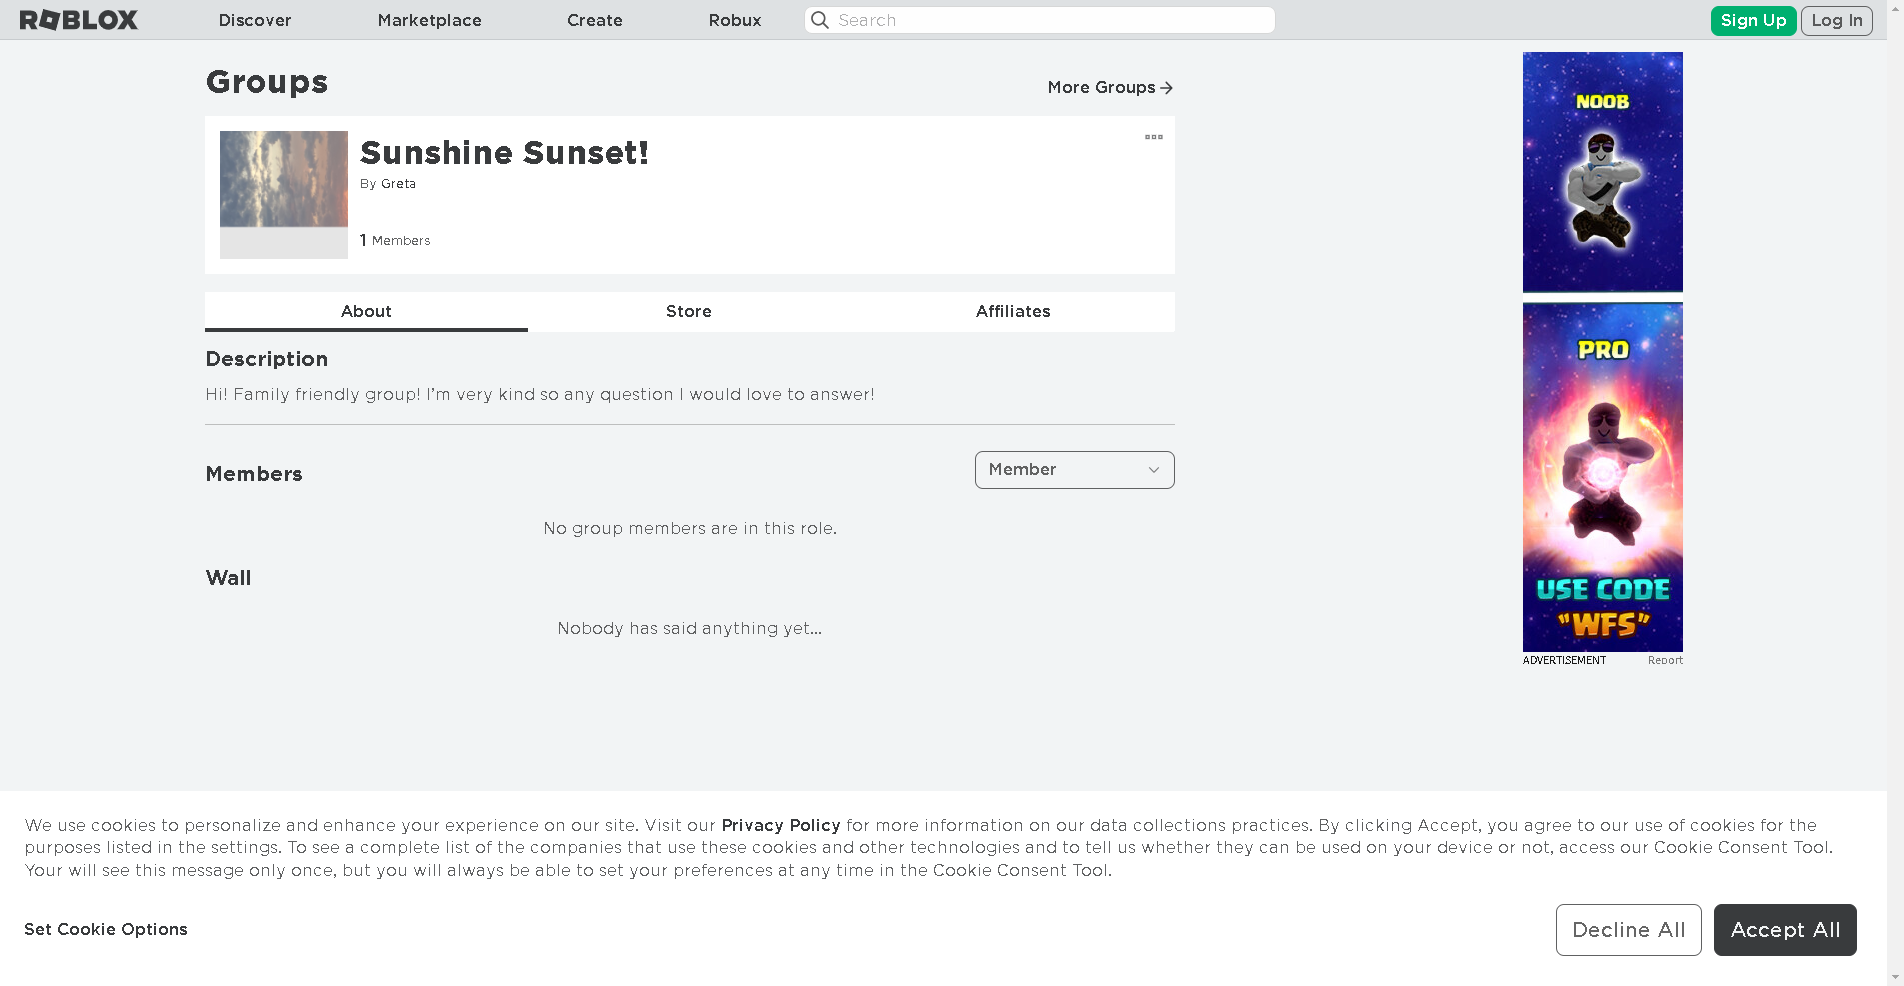 ROBLOX
Discover
Marketplace
Create
Robux
Search
Sign Up
Log In
Groups
More Groups
Sunshine Sunset!
By Greta
1 Members
About
Store
Affiliates
Description
Hi! Family friendly group! I'm very kind so any question I would love to answer!
Members
Member
No group members are in this role.
Wall
Nobody has said anything yet...
NOOB
PRO
USE CODE
"WFS"
ADVERTISEMENT
Report
We use cookies to personalize and enhance your experience on our site. Visit our Privacy Policy for more information on our data collections practices. By clicking Accept, you agree to our use of cookies for the
purposes listed in the settings. To see a complete list of the companies that use these cookies and other technologies and to tell us whether they can be used on your device or not, access our Cookie Consent Tool.
Your will see this message only once, but you will always be able to set your preferences at any time in the Cookie Consent Tool.
Set Cookie Options
Decline All
Accept All